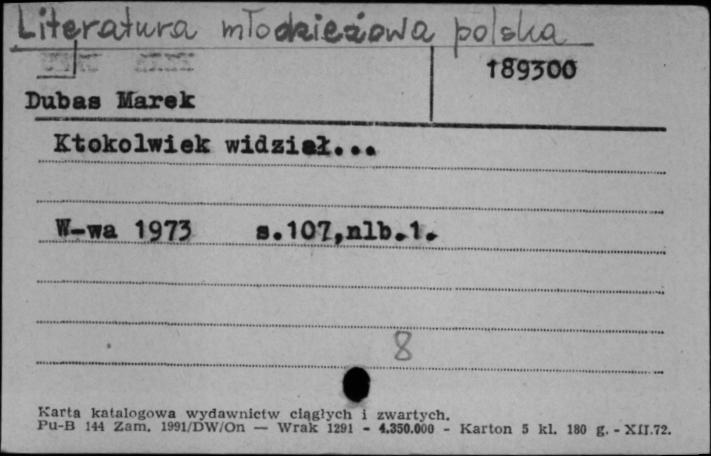 Literatura młodzieżowa polska
189300
Dubas Marek
Ktokolwiek widział...
W-wa 1973 s.107,nlb.1.
8
Karta katalogowa wydawnictw ciągłych i zwartych.
Pu-B 144 Zam. 1991/DW/On — Wrak 1291 - 4.350.000 - Karton 5 kl. 180 g. - XII.72.